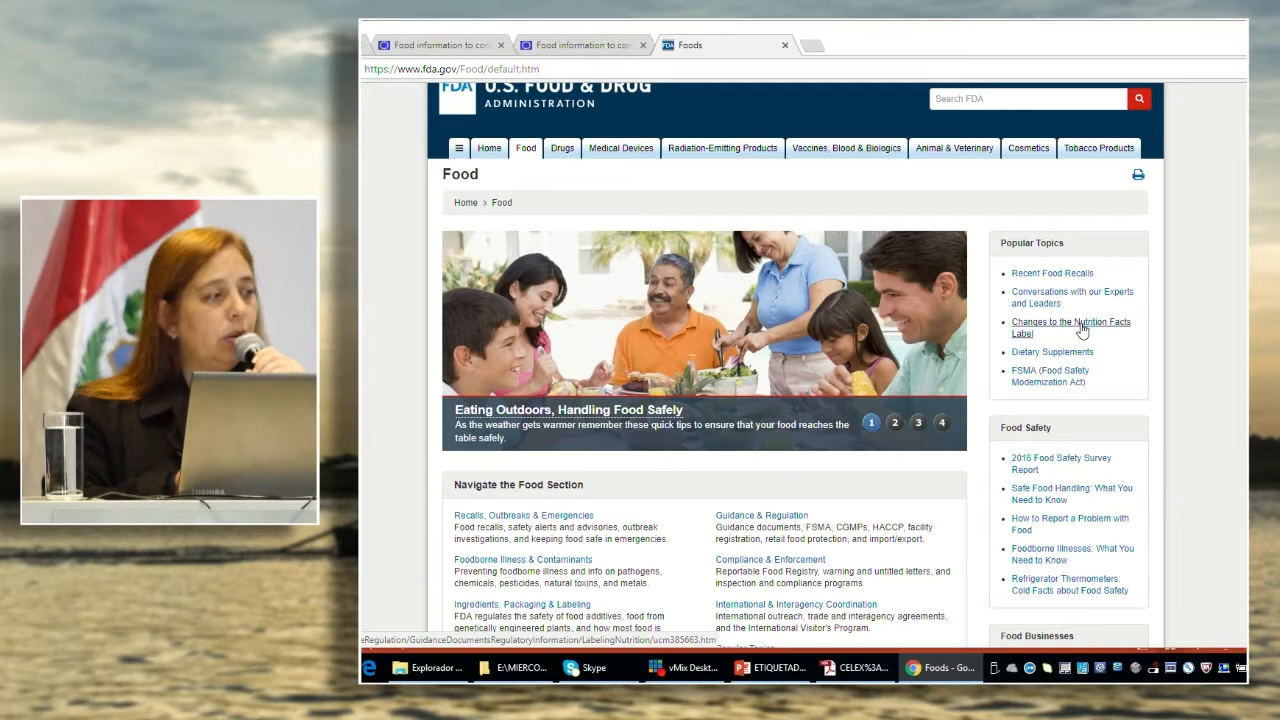 Food information to con
Food information to con
Foods
https://www.fda.gov/Food/default.htm
FDA
U.S. FOOD & DRUG
ADMINISTRATION
Search FDA
Home
Food
Drugs
Medical Devices
Radiation-Emitting Products
Vaccines, Blood & Biologics
Animal & Veterinary
Cosmetics
Tobacco Products
Food
Home > Food
Eating Outdoors, Handling Food Safely
As the weather gets warmer remember these quick tips to ensure that your food reaches the
table safely.
1 2 3 4
Popular Topics
Recent Food Recalls
Conversations with our Experts
and Leaders
Changes to the Nutrition Facts
Label
Dietary Supplements
FSMA (Food Safety
Modernization Act)
Food Safety
2016 Food Safety Survey
Report
Safe Food Handling: What You
Need to Know
How to Report a Problem with
Food
Foodborne Illnesses: What You
Need to Know
Refrigerator Thermometers:
Cold Facts about Food Safety
Food Businesses
Navigate the Food Section
Recalls, Outbreaks & Emergencies
Food recalls, safety alerts and advisories, outbreak
investigations, and keeping food safe in emergencies.
Foodborne Illness & Contaminants
Preventing foodborne illness and info on pathogens,
chemicals, pesticides, natural toxins, and metals.
Ingredients, Packaging & Labeling
FDA regulates the safety of food additives, food from
genetically engineered plants, and how most food is
Guidance & Regulation
Guidance documents, FSMA, CGMPs, HACCP, facility
registration, retail food protection, and import/export.
Compliance & Enforcement
Reportable Food Registry, warning and untitled letters, and
inspection and compliance programs.
International & Interagency Coordination
International outreach, trade and interagency agreements,
and the International Visitor's Program.
eRegulation/GuidanceDocumentsRegulatoryInformation/LabelingNutrition/ucm385663.htm
Explorador ...
E:\MIERCO...
Skype
vMix Deskt...
ETIQUETAD...
CELEX%3A...
Foods - Go...
TOSHIBA